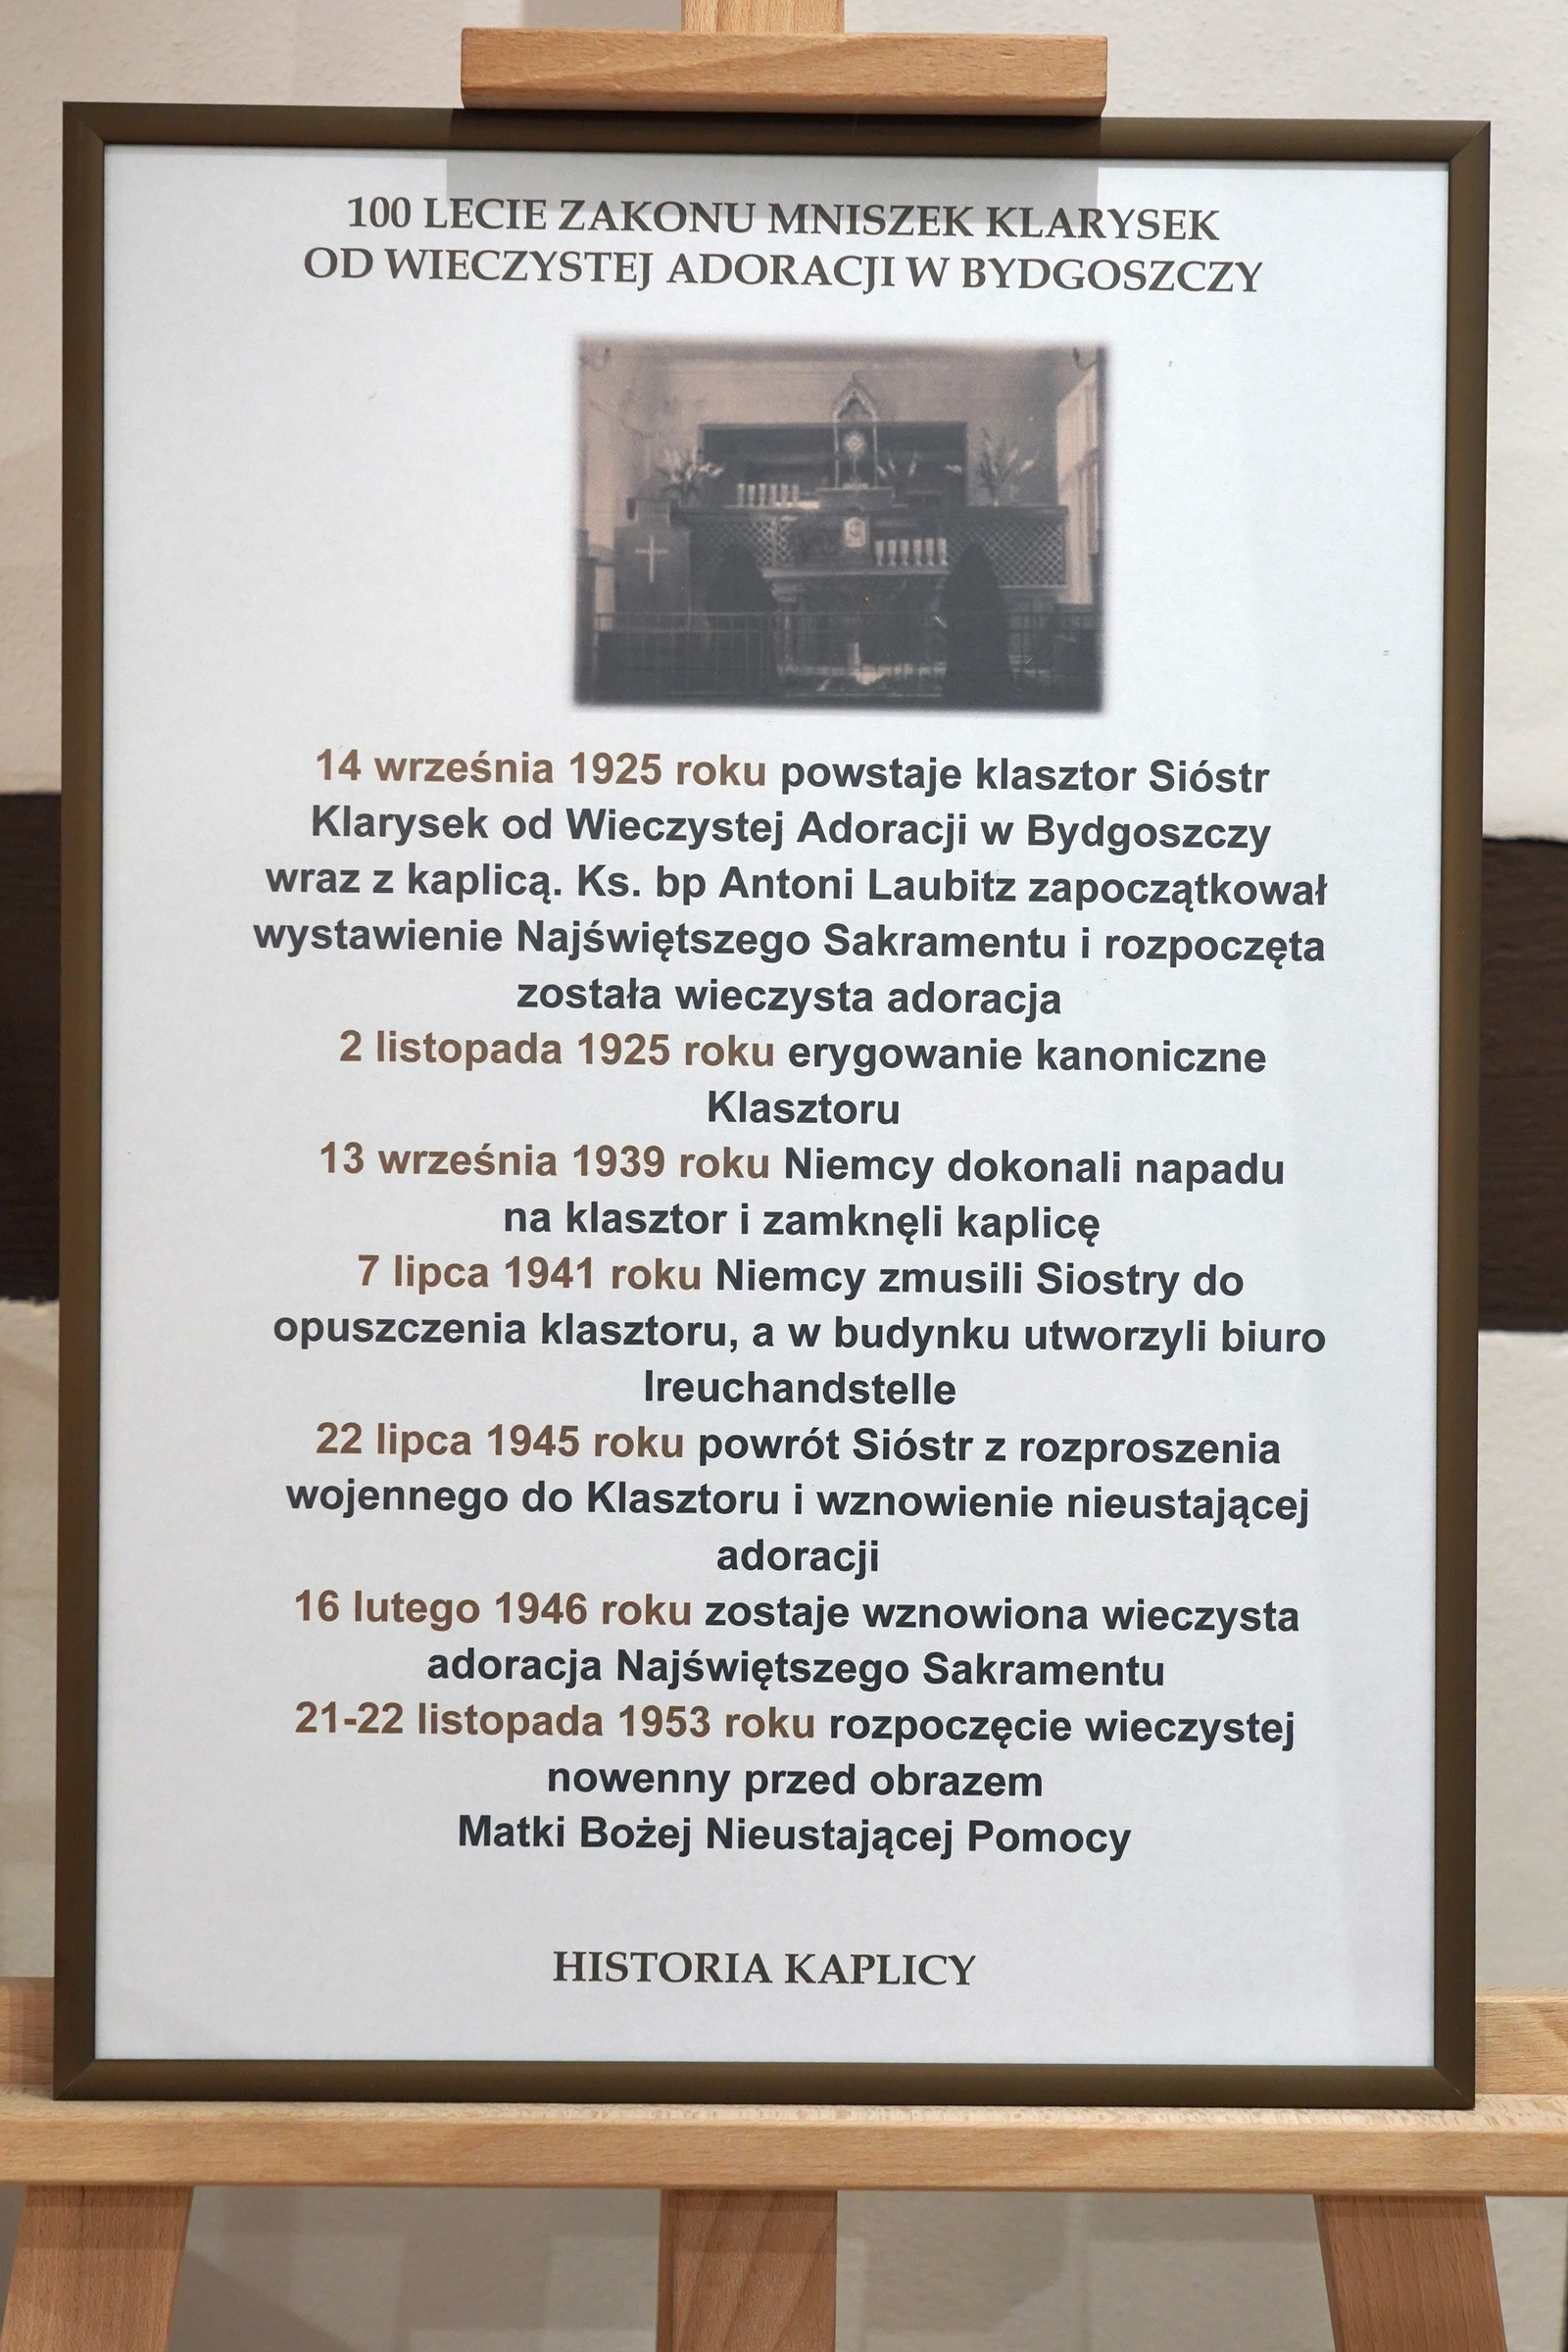 100 LECIE ZAKONU MNISZEK KLARYSEK
OD WIECZYSTEJ ADORACJI W BYDGOSZCZY
14 września 1925 roku powstaje klasztor Sióstr
Klarysek od Wieczystej Adoracji w Bydgoszczy
wraz z kaplicą. Ks. bp Antoni Laubitz zapoczątkował
wystawienie Najświętszego Sakramentu i rozpoczęta
została wieczysta adoracja
2 listopada 1925 roku erygowanie kanoniczne
Klasztoru
13 września 1939 roku Niemcy dokonali napadu
na klasztor i zamknęli kaplicę
7 lipca 1941 roku Niemcy zmusili Siostry do
opuszczenia klasztoru, a w budynku utworzyli biuro
Ireuchandstelle
22 lipca 1945 roku powrót Sióstr z rozproszenia
wojennego do Klasztoru i wznowienie nieustającej
adoracji
16 lutego 1946 roku zostaje wznowiona wieczysta
adoracja Najświętszego Sakramentu
21-22 listopada 1953 roku rozpoczęcie wieczystej
nowenny przed obrazem
Matki Bożej Nieustającej Pomocy
HISTORIA KAPLICY